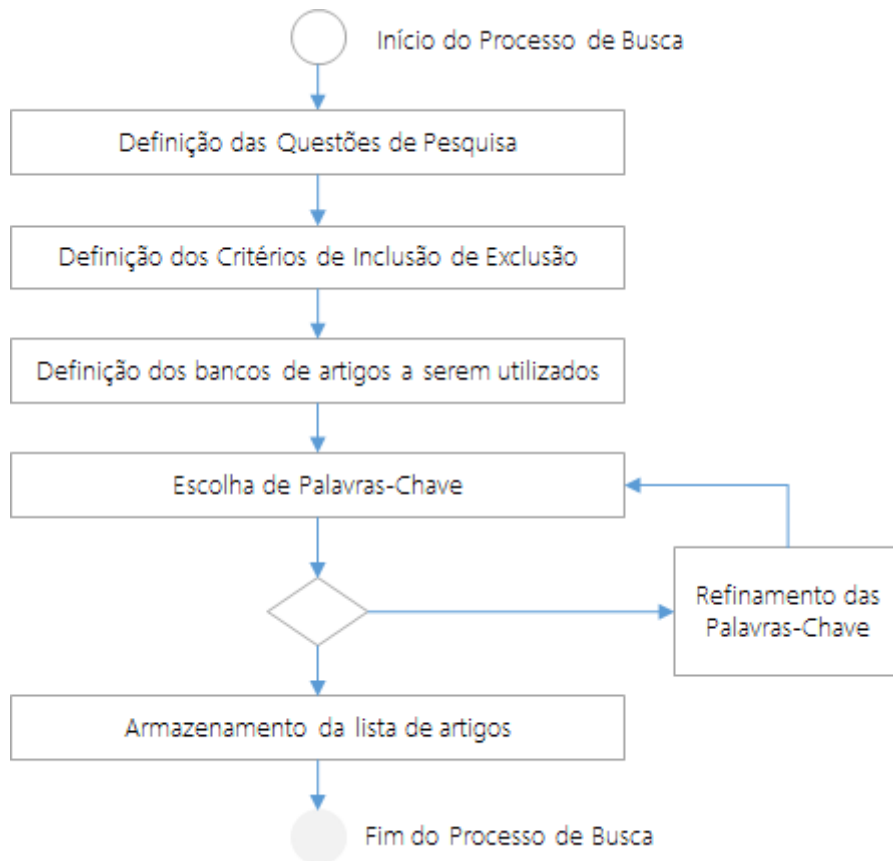 Início do Processo de Busca
Definição das Questões de Pesquisa
Definição dos Critérios de Inclusão de Exclusão
Definição dos bancos de artigos a serem utilizados
Escolha de Palavras-Chave
Refinamento das
Palavras-Chave
Armazenamento da lista de artigos
Fim do Processo de Busca